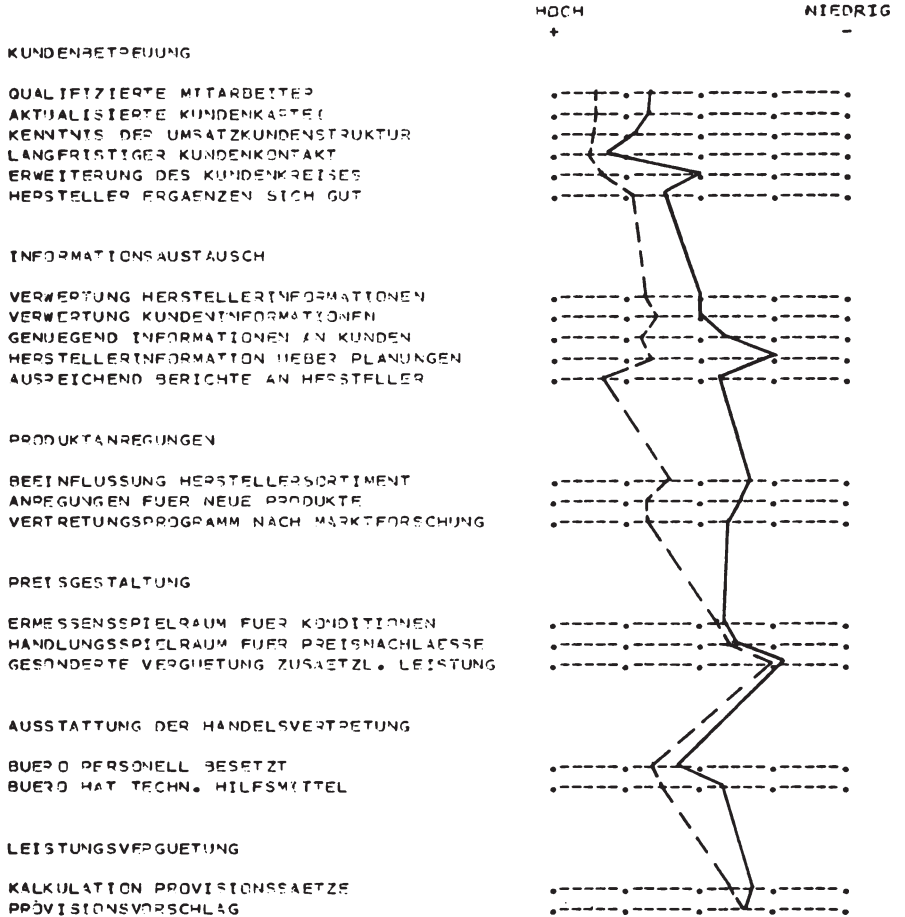 HOCH NIEDRIG
+ -
KUNDENBETREUUNG
QUALIFIZIERTE MITARBEITER
AKTUALISIERTE KUNDENKARTEI
KENNTNIS DER UMSATZKUNDENSTRUKTUR
LANGFRISTIGER KUNDENKONTAKT
ERWEITERUNG DES KUNDENKREISES
HERSTELLER ERGAENZEN SICH GUT
INFORMATIONSAUSTAUSCH
VERWERTUNG HERSTELLERINFORMATIONEN
VERWERTUNG KUNDENINFORMATIONEN
GENUEGEND INFORMATIONEN AN KUNDEN
HERSTELLERINFORMATION UEBER PLANUNGEN
AUSREICHEND BERICHTE AN HERSTELLER
PRODUKTANREGUNGEN
BEEINFLUSSUNG HERSTELLERSORTIMENT
ANREGUNGEN FUER NEUE PRODUKTE
VERTRETUNGSPROGRAMM NACH MARKTFORSCHUNG
PREISGESTALTUNG
ERMESSENSSPIELRAUM FUER KONDITIONEN
HANDLUNGSSPIELRAUM FUER PREISNACHLAESSE
GESONDERTE VERGUETUNG ZUSAETZL. LEISTUNG
AUSSTATTUNG DER HANDELSVERTRETUNG
BUERO PERSONELL BESETZT
BUERO HAT TECHN. HILFSMITTEL
LEISTUNGSVERGUETUNG
KALKULATION PROVISIONSSAETZE
PROVISIONSVORSCHLAG